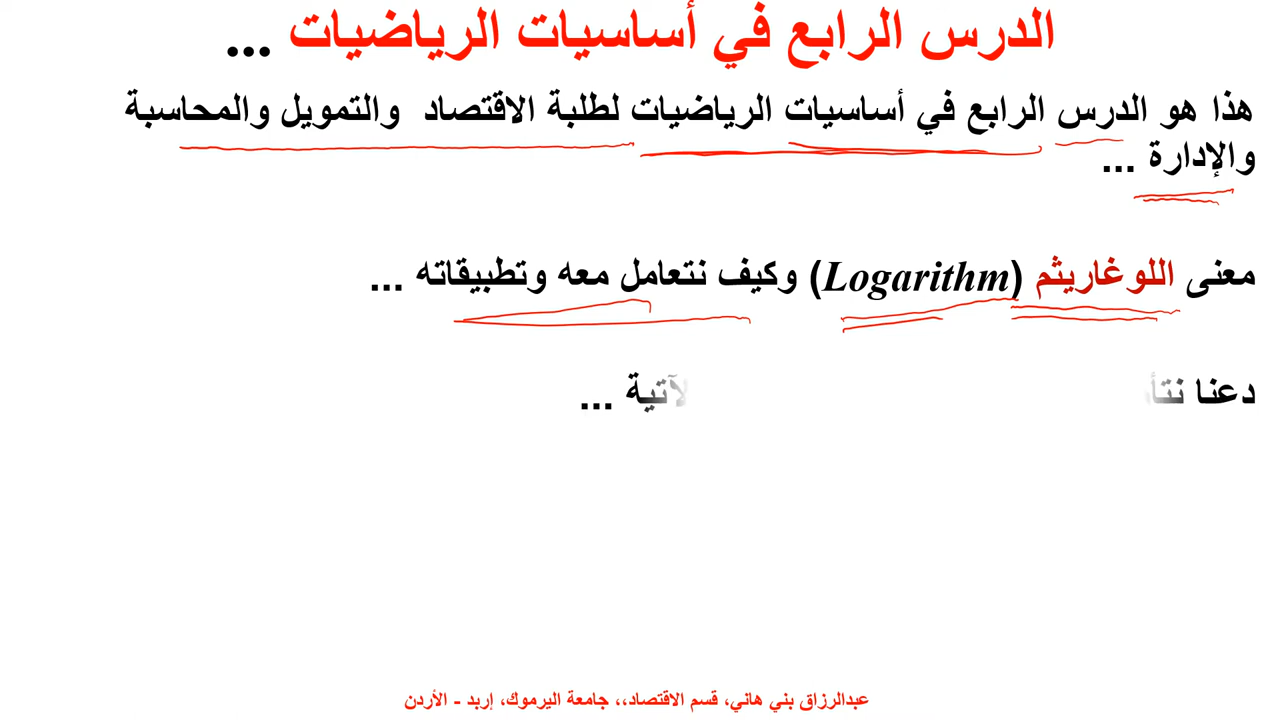 الدرس الرابع في أساسيات الرياضيات ...
هذا هو الدرس الرابع في أساسيات الرياضيات لطلبة الاقتصاد والتمويل والمحاسبة
والإدارة ...
معنى اللوغاريثم (Logarithm) وكيف نتعامل معه وتطبيقاته ...
دعنا الآتية ...
عبدالرزاق بني هاني، قسم الاقتصاد،، جامعة اليرموك، إربد - الأردن